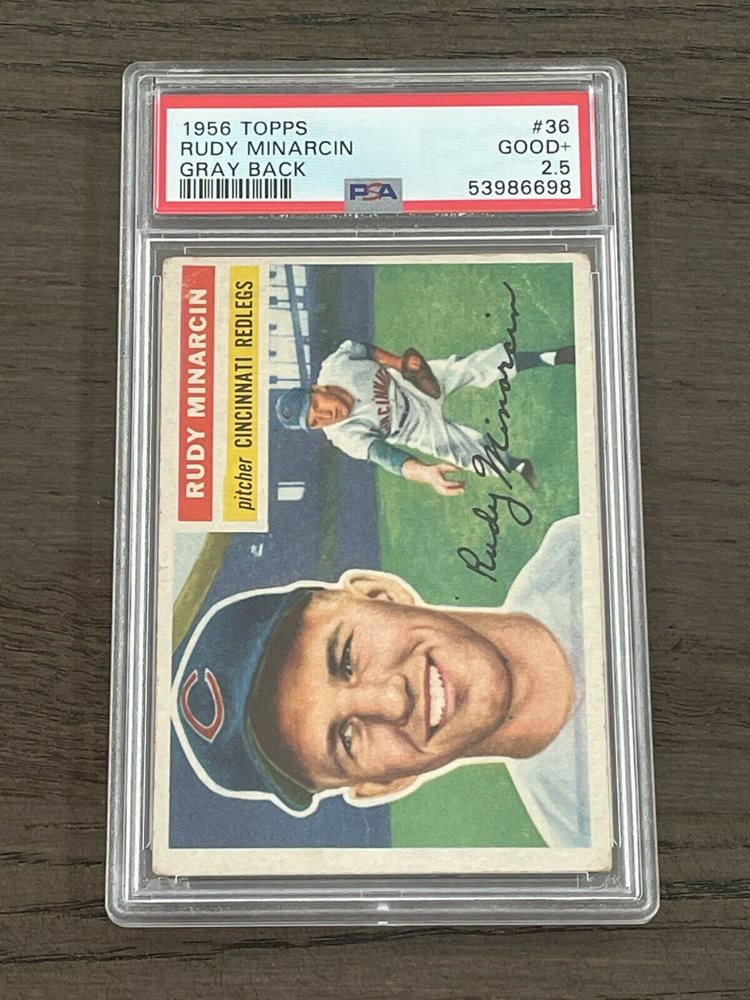 1956 TOPPS #36
RUDY MINARCIN GOOD+
GRAY BACK 2.5
PSA 53986698
RUDY MINARCIN
pitcher CINCINNATI REDLEGS
CINCINNATI
Rudy Minarcin
C